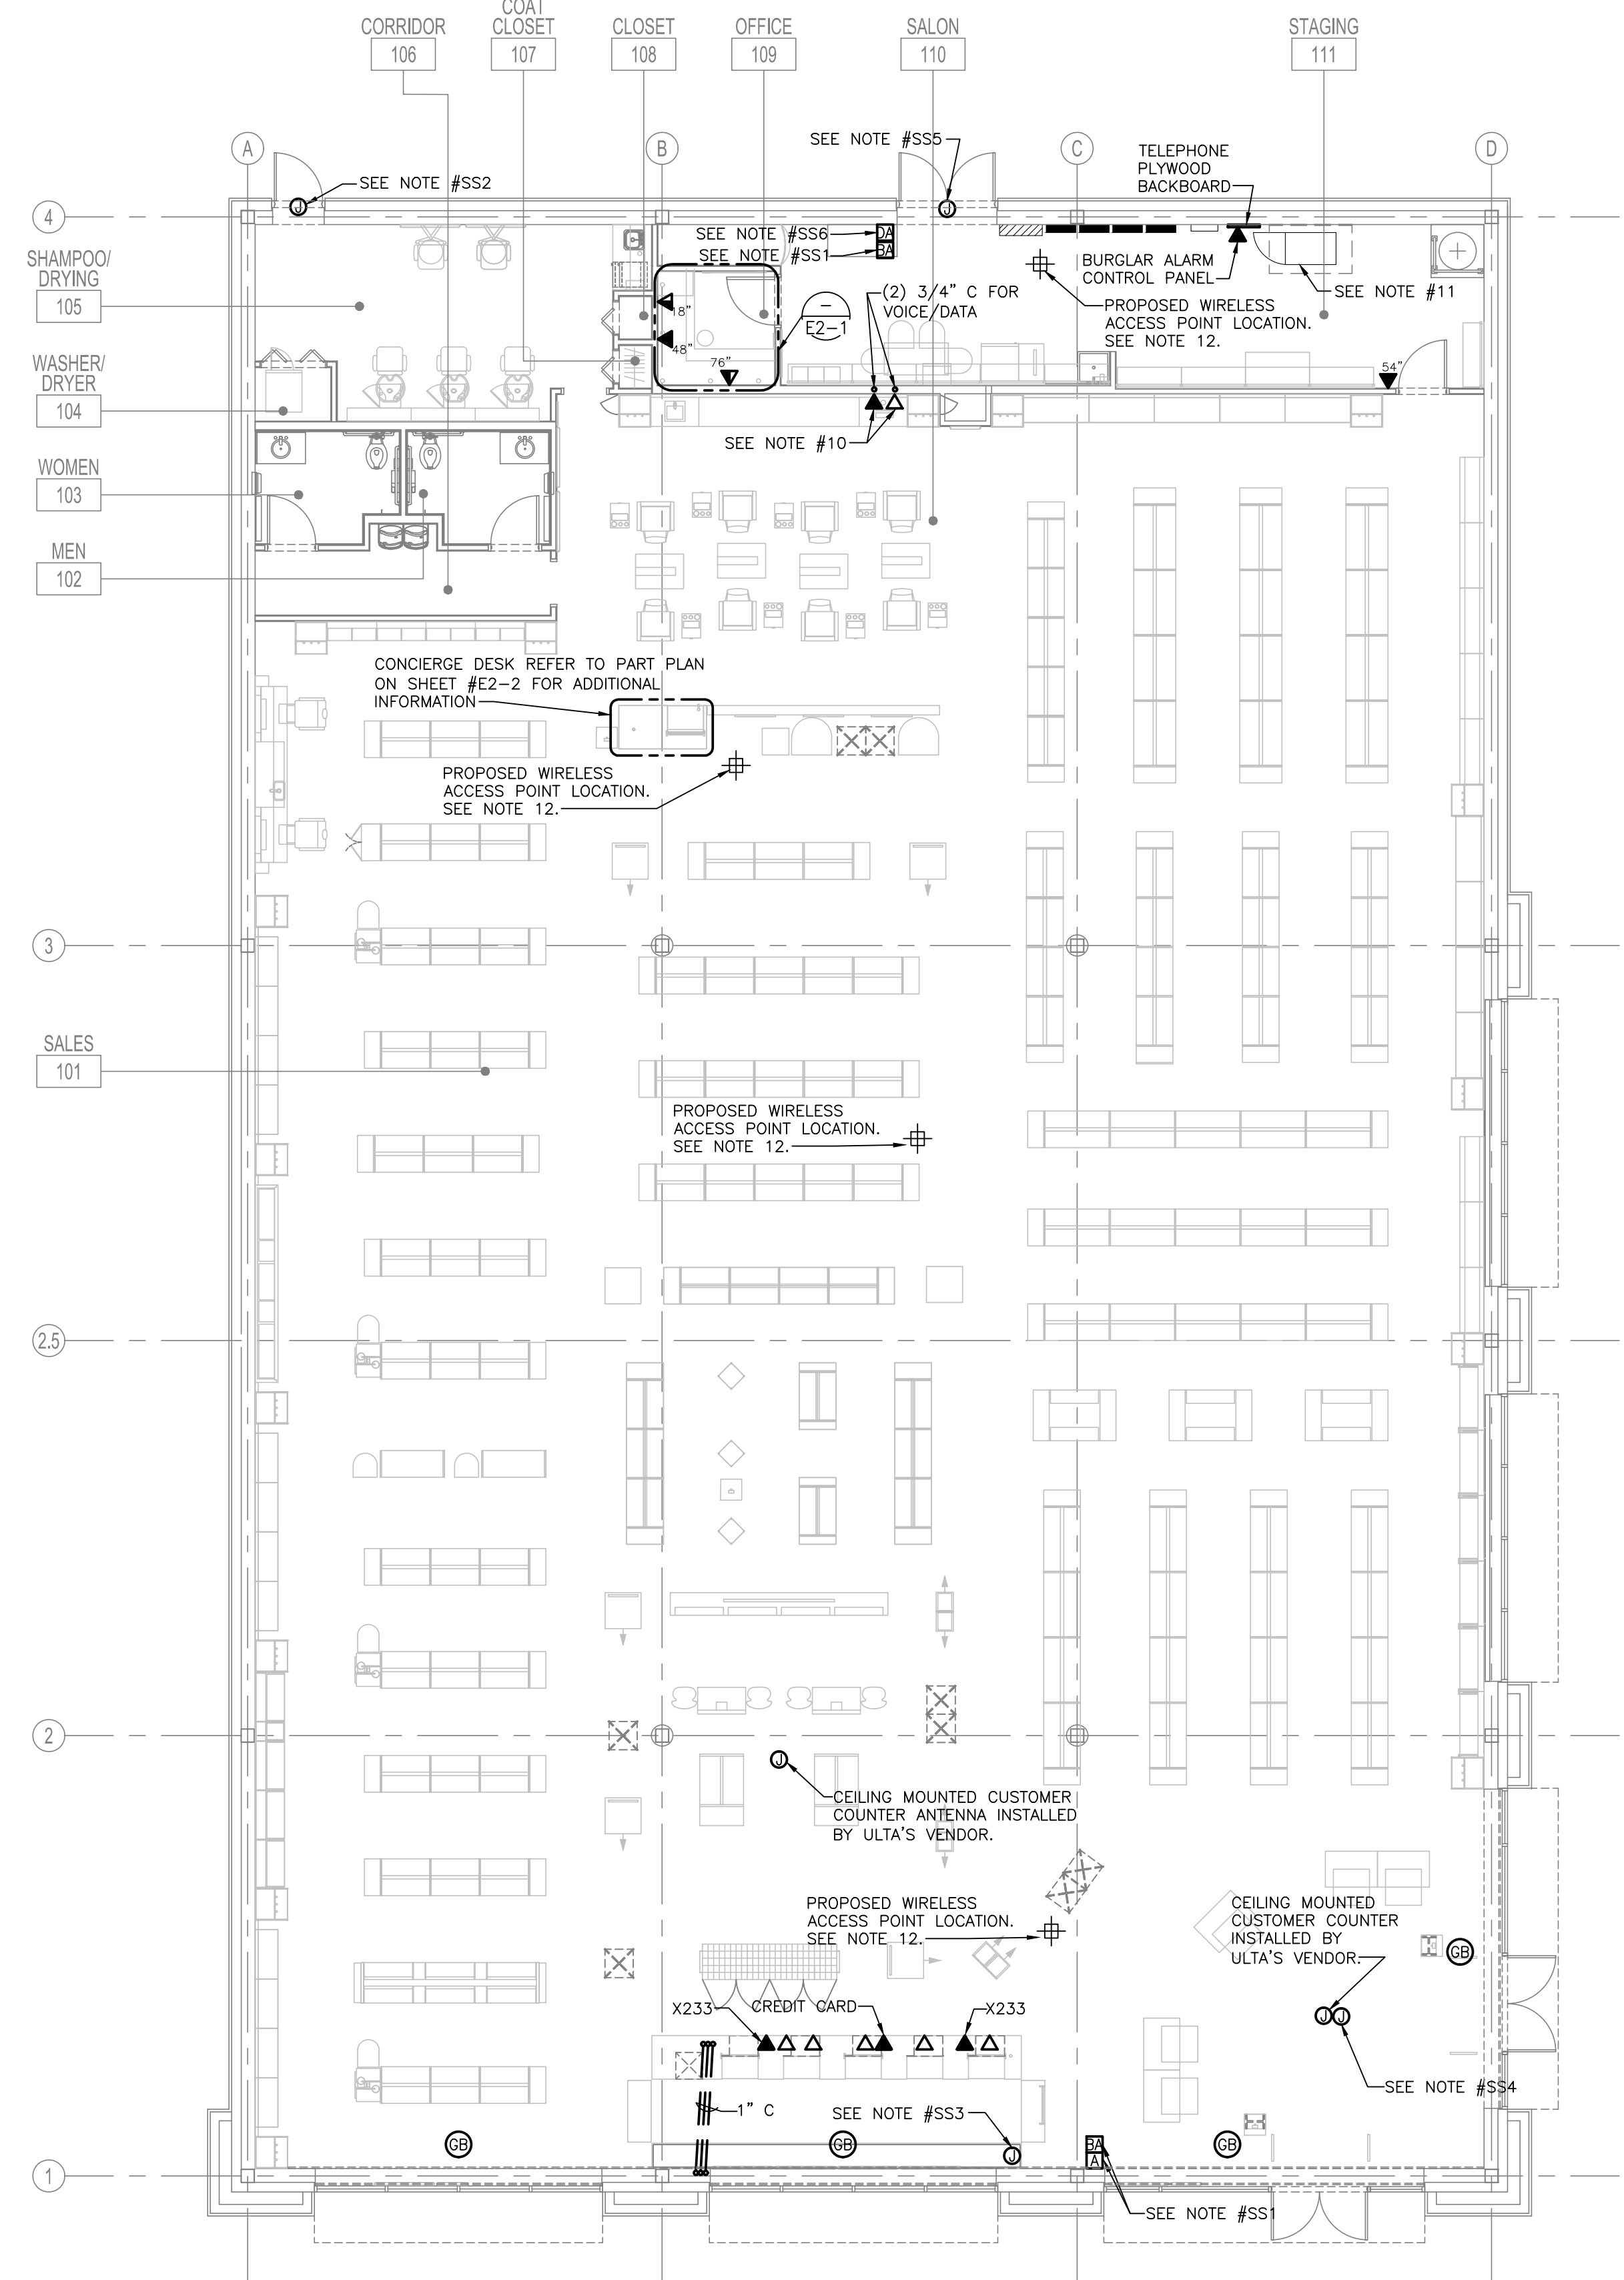 COAT
CORRIDOR
CLOSET
CLOSET
OFFICE
SALON
STAGING
106
107
108
109
110
111
A
B
C
D
SEE NOTE #SS5
TELEPHONE
PLYWOOD
BACKBOARD
SEE NOTE #SS2
J
J
4
SEE NOTE #SS6
DA
SEE NOTE #SS1
BA
SHAMPOO/
DRYING
105
BURGLAR ALARM
CONTROL PANEL
SEE NOTE #11
(2) 3/4" C FOR
VOICE/DATA
PROPOSED WIRELESS
ACCESS POINT LOCATION.
SEE NOTE 12.
18"
-
E2-1
48"
76"
54"
WASHER/
DRYER
104
SEE NOTE #10
WOMEN
103
MEN
102
CONCIERGE DESK REFER TO PART PLAN
ON SHEET #E2-2 FOR ADDITIONAL
INFORMATION
PROPOSED WIRELESS
ACCESS POINT LOCATION.
SEE NOTE 12.
3
SALES
101
PROPOSED WIRELESS
ACCESS POINT LOCATION.
SEE NOTE 12.
2.5
2
J
CEILING MOUNTED CUSTOMER
COUNTER ANTENNA INSTALLED
BY ULTA'S VENDOR.
PROPOSED WIRELESS
ACCESS POINT LOCATION.
SEE NOTE 12.
CEILING MOUNTED
CUSTOMER COUNTER
INSTALLED BY
ULTA'S VENDOR.
GB
X233
CREDIT CARD
X233
J
J
SEE NOTE #SS4
1" C
SEE NOTE #SS3
GB
GB
J
BA
A
GB
1
SEE NOTE #SS1